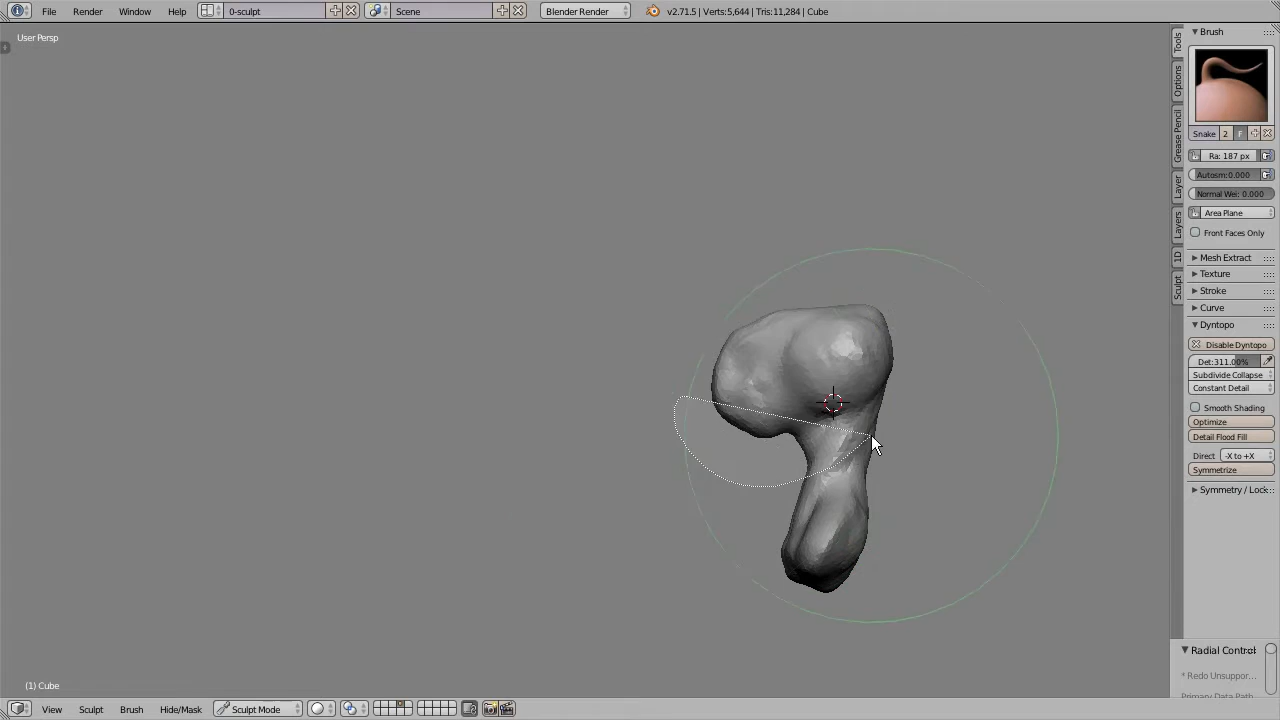 File Render Window Help 0-sculpt Scene Blender Render v2.71.5 | Verts:5,644 | Tris:11,284 | Cube
User Persp
Brush
Snake 2 F
Ra: 187 px
Autosm:0.000
Normal Wei: 0.000
Area Plane
Front Faces Only
Mesh Extract
Texture
Stroke
Curve
Dyntopo
Disable Dyntopo
Det:311.00%
Subdivide Collapse
Constant Detail
Smooth Shading
Optimize
Detail Flood Fill
Direct -X to +X
Symmetrize
Symmetry / Lock
Tools
Options
Grease Pencil
Layer
Layers
1D
Sculpt
Radial Control
* Redo Unsuppor...
(1) Cube
View Sculpt Brush Hide/Mask Sculpt Mode